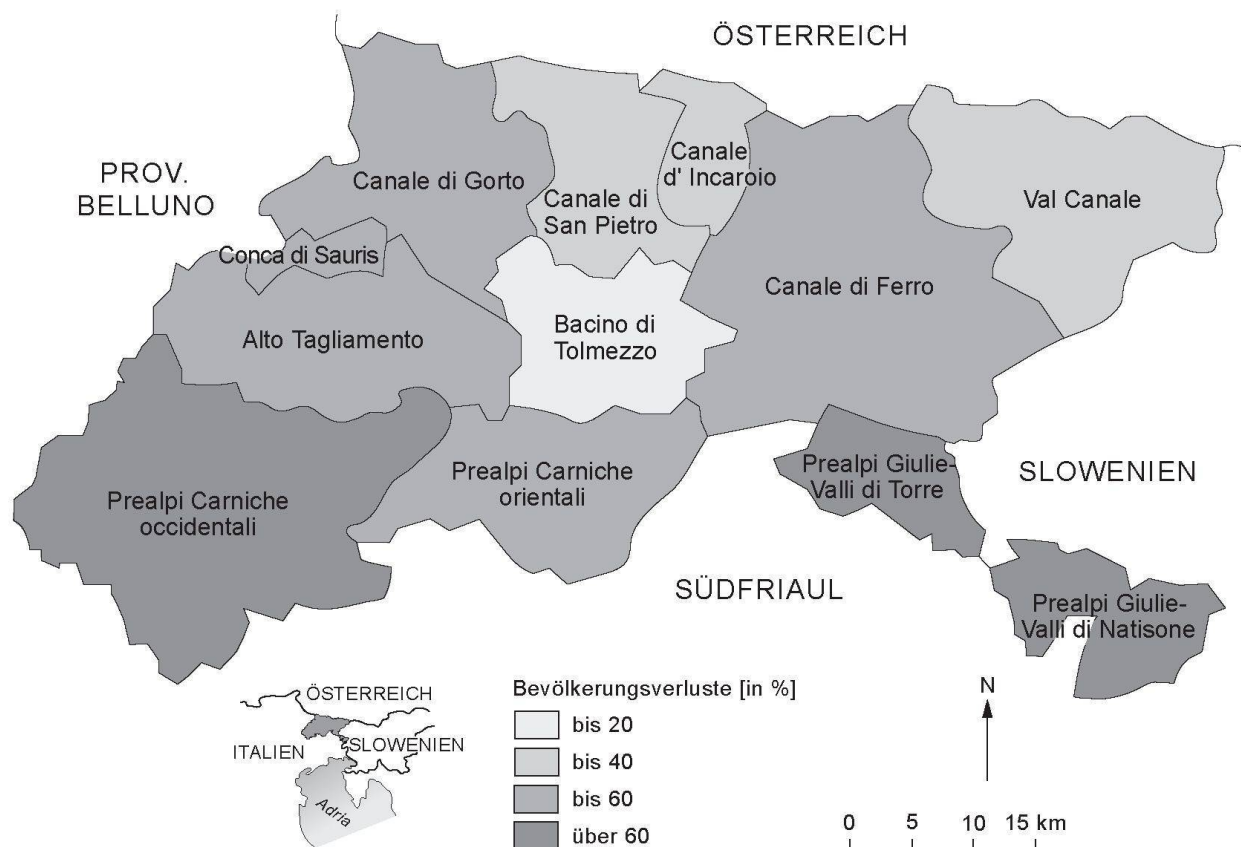 ÖSTERREICH
PROV.
BELLUNO
Canale di Gorto
Canale di
San Pietro
Canale
d' Incaroio
Val Canale
Conca di Sauris
Alto Tagliamento
Bacino di
Tolmezzo
Canale di Ferro
Prealpi Carniche
occidentali
Prealpi Carniche
orientali
Prealpi Giulie-
Valli di Torre
SLOWENIEN
SÜDFRIAUL
Prealpi Giulie-
Valli di Natisone
ÖSTERREICH
ITALIEN
SLOWENIEN
Adria
Bevölkerungsverluste [in %]
bis 20
bis 40
bis 60
über 60
N
0 5 10 15 km